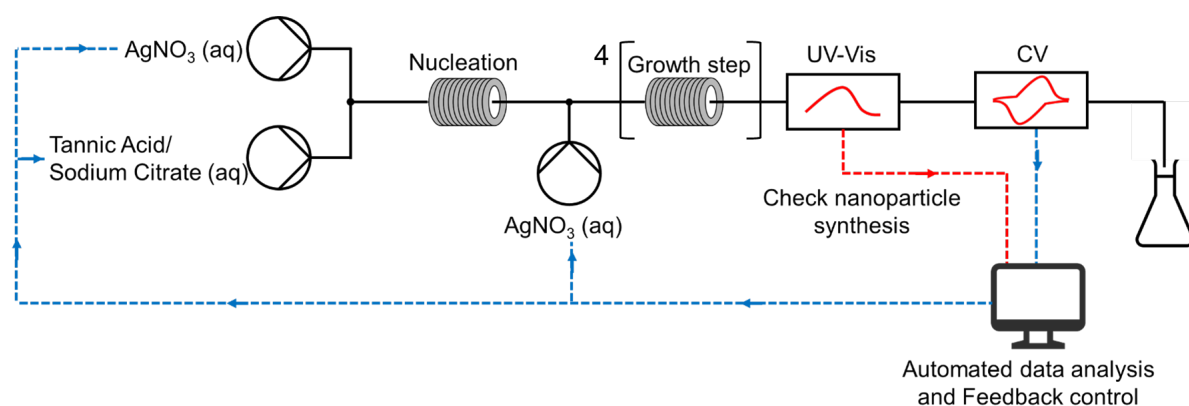 AgNO3 (aq)
Nucleation
4
Growth step
UV-Vis
CV
Tannic Acid/
Sodium Citrate (aq)
AgNO3 (aq)
Check nanoparticle
synthesis
Automated data analysis
and Feedback control